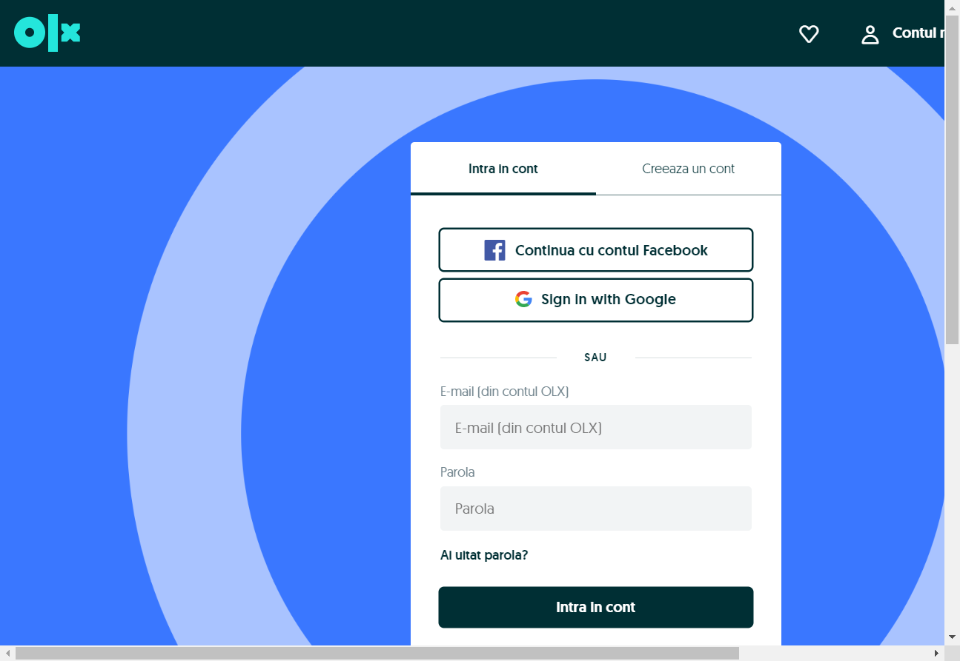 olx
Contul
Intra in cont
Creeaza un cont
Continua cu contul Facebook
Sign in with Google
SAU
E-mail (din contul OLX)
E-mail (din contul OLX)
Parola
Parola
Ai uitat parola?
Intra in cont